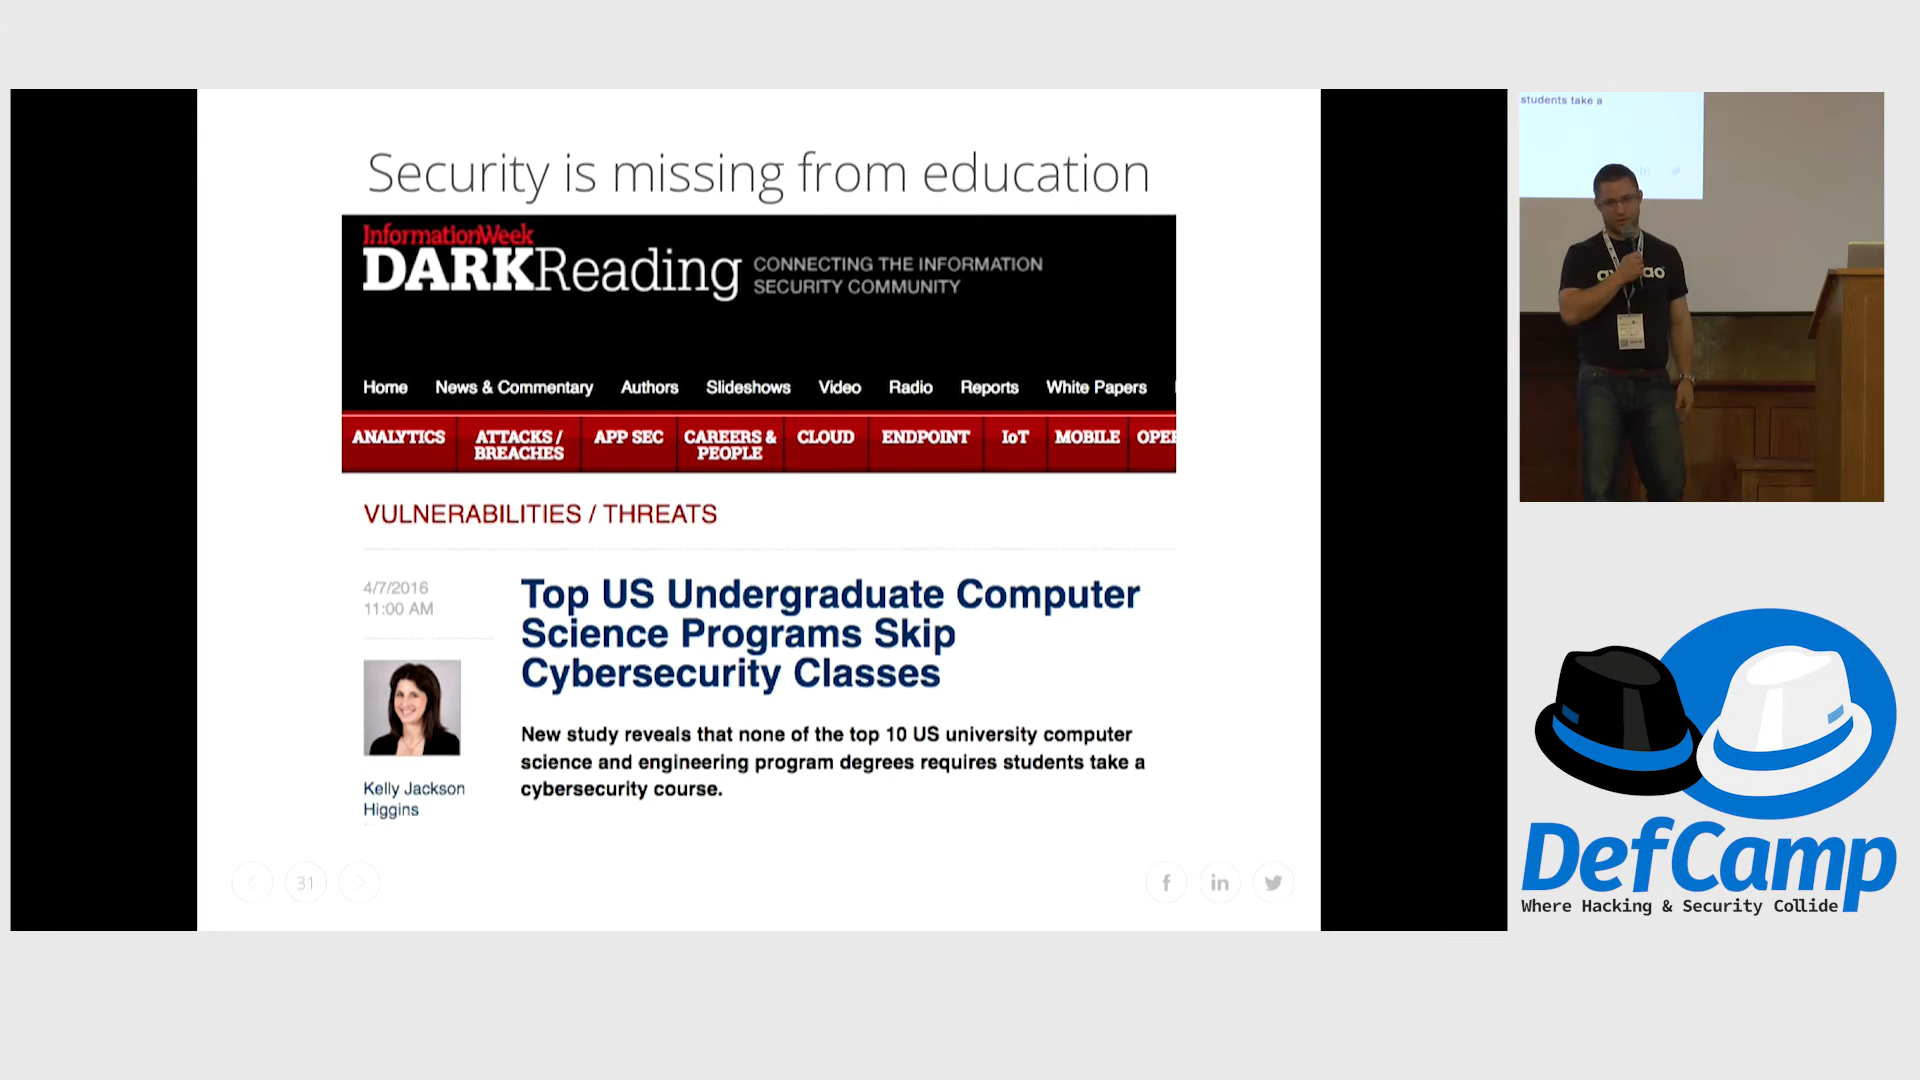 Security is missing from education
InformationWeek
DARKReading
CONNECTING THE INFORMATION
SECURITY COMMUNITY
Home News & Commentary Authors Slideshows Video Radio Reports White Papers
ANALYTICS
ATTACKS /
BREACHES
APP SEC
CAREERS &
PEOPLE
CLOUD
ENDPOINT
IoT
MOBILE
OPER
VULNERABILITIES / THREATS
4/7/2016
11:00 AM
Kelly Jackson
Higgins
Top US Undergraduate Computer
Science Programs Skip
Cybersecurity Classes
New study reveals that none of the top 10 US university computer
science and engineering program degrees requires students take a
cybersecurity course.
31
students take a
DefCamp
Where Hacking & Security Collide